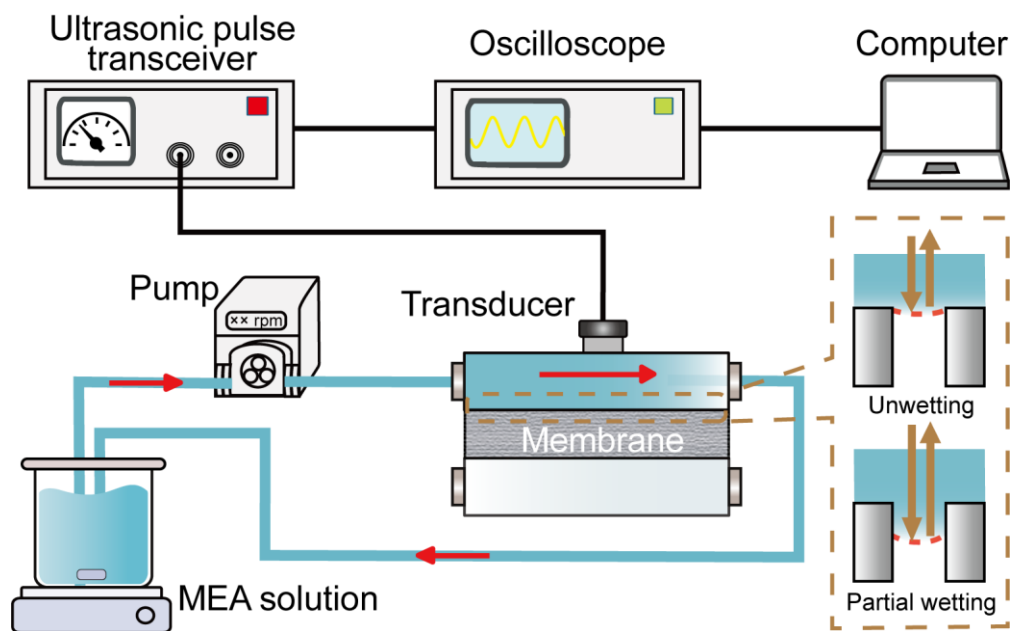 Ultrasonic pulse
transceiver
Oscilloscope
Computer
Pump
×× rpm
Transducer
Membrane
Unwetting
MEA solution
Partial wetting